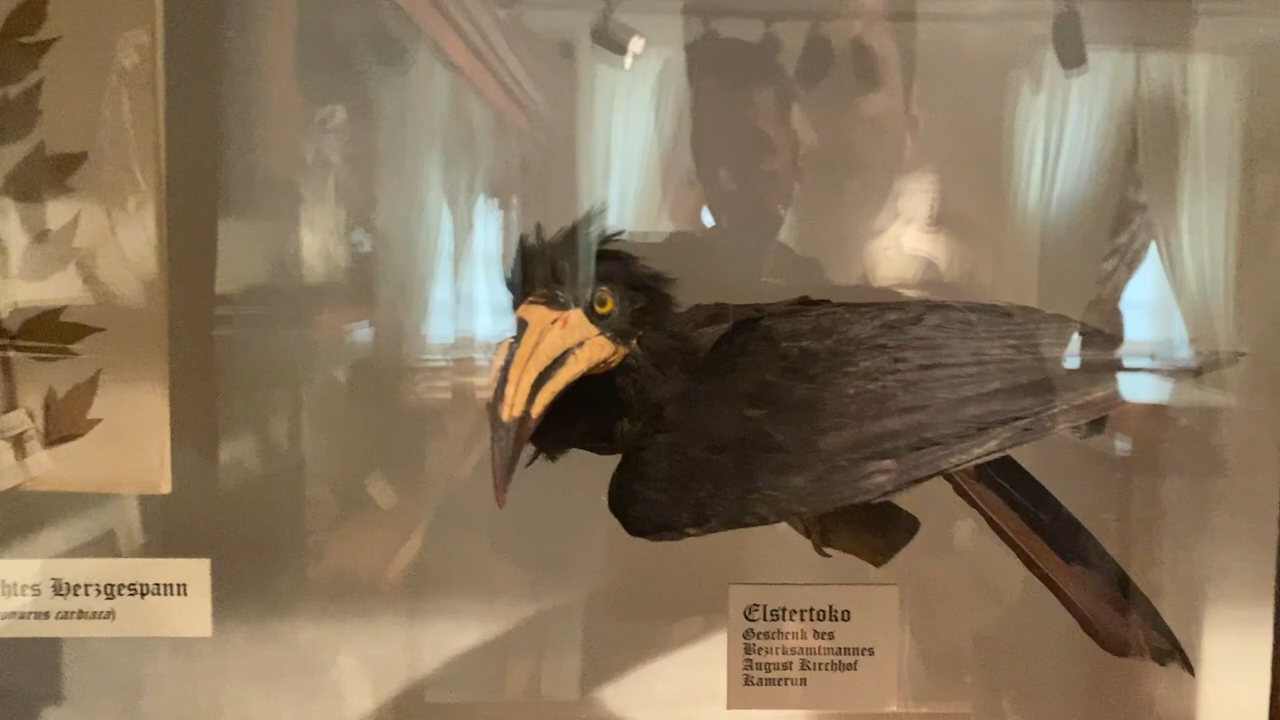 htes Herzgespann
onurus cardiaca)
Elstertoko
Geschenk des
Bezirksamtmannes
August Kirchhof
Kamerun